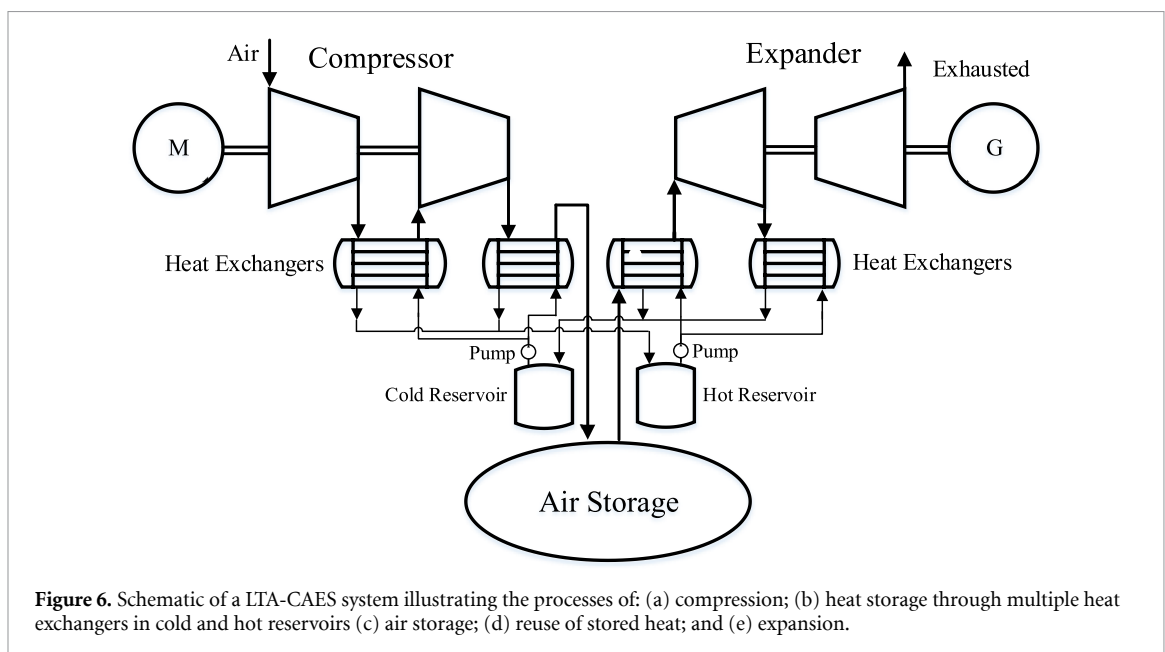 Air
Compressor
Expander
Exhausted
M
G
Heat Exchangers
Heat Exchangers
Pump
Pump
Cold Reservoir
Hot Reservoir
Air Storage
Figure 6. Schematic of a LTA-CAES system illustrating the processes of: (a) compression; (b) heat storage through multiple heat
exchangers in cold and hot reservoirs (c) air storage; (d) reuse of stored heat; and (e) expansion.